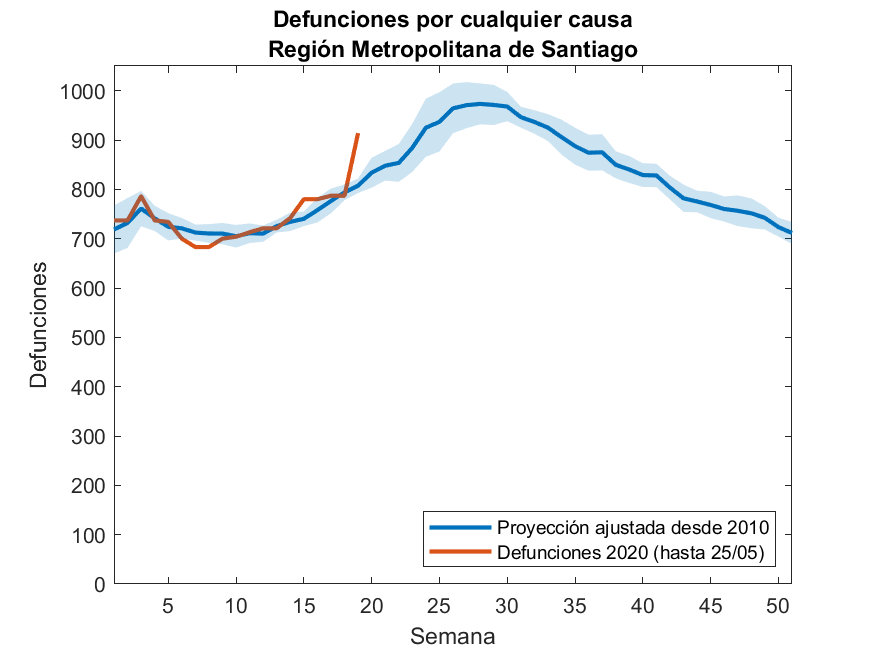 Defunciones por cualquier causa
Región Metropolitana de Santiago
1000
900
800
700
600
500
400
300
200
100
0
Defunciones
Proyección ajustada desde 2010
Defunciones 2020 (hasta 25/05)
5 10 15 20 25 30 35 40 45 50
Semana